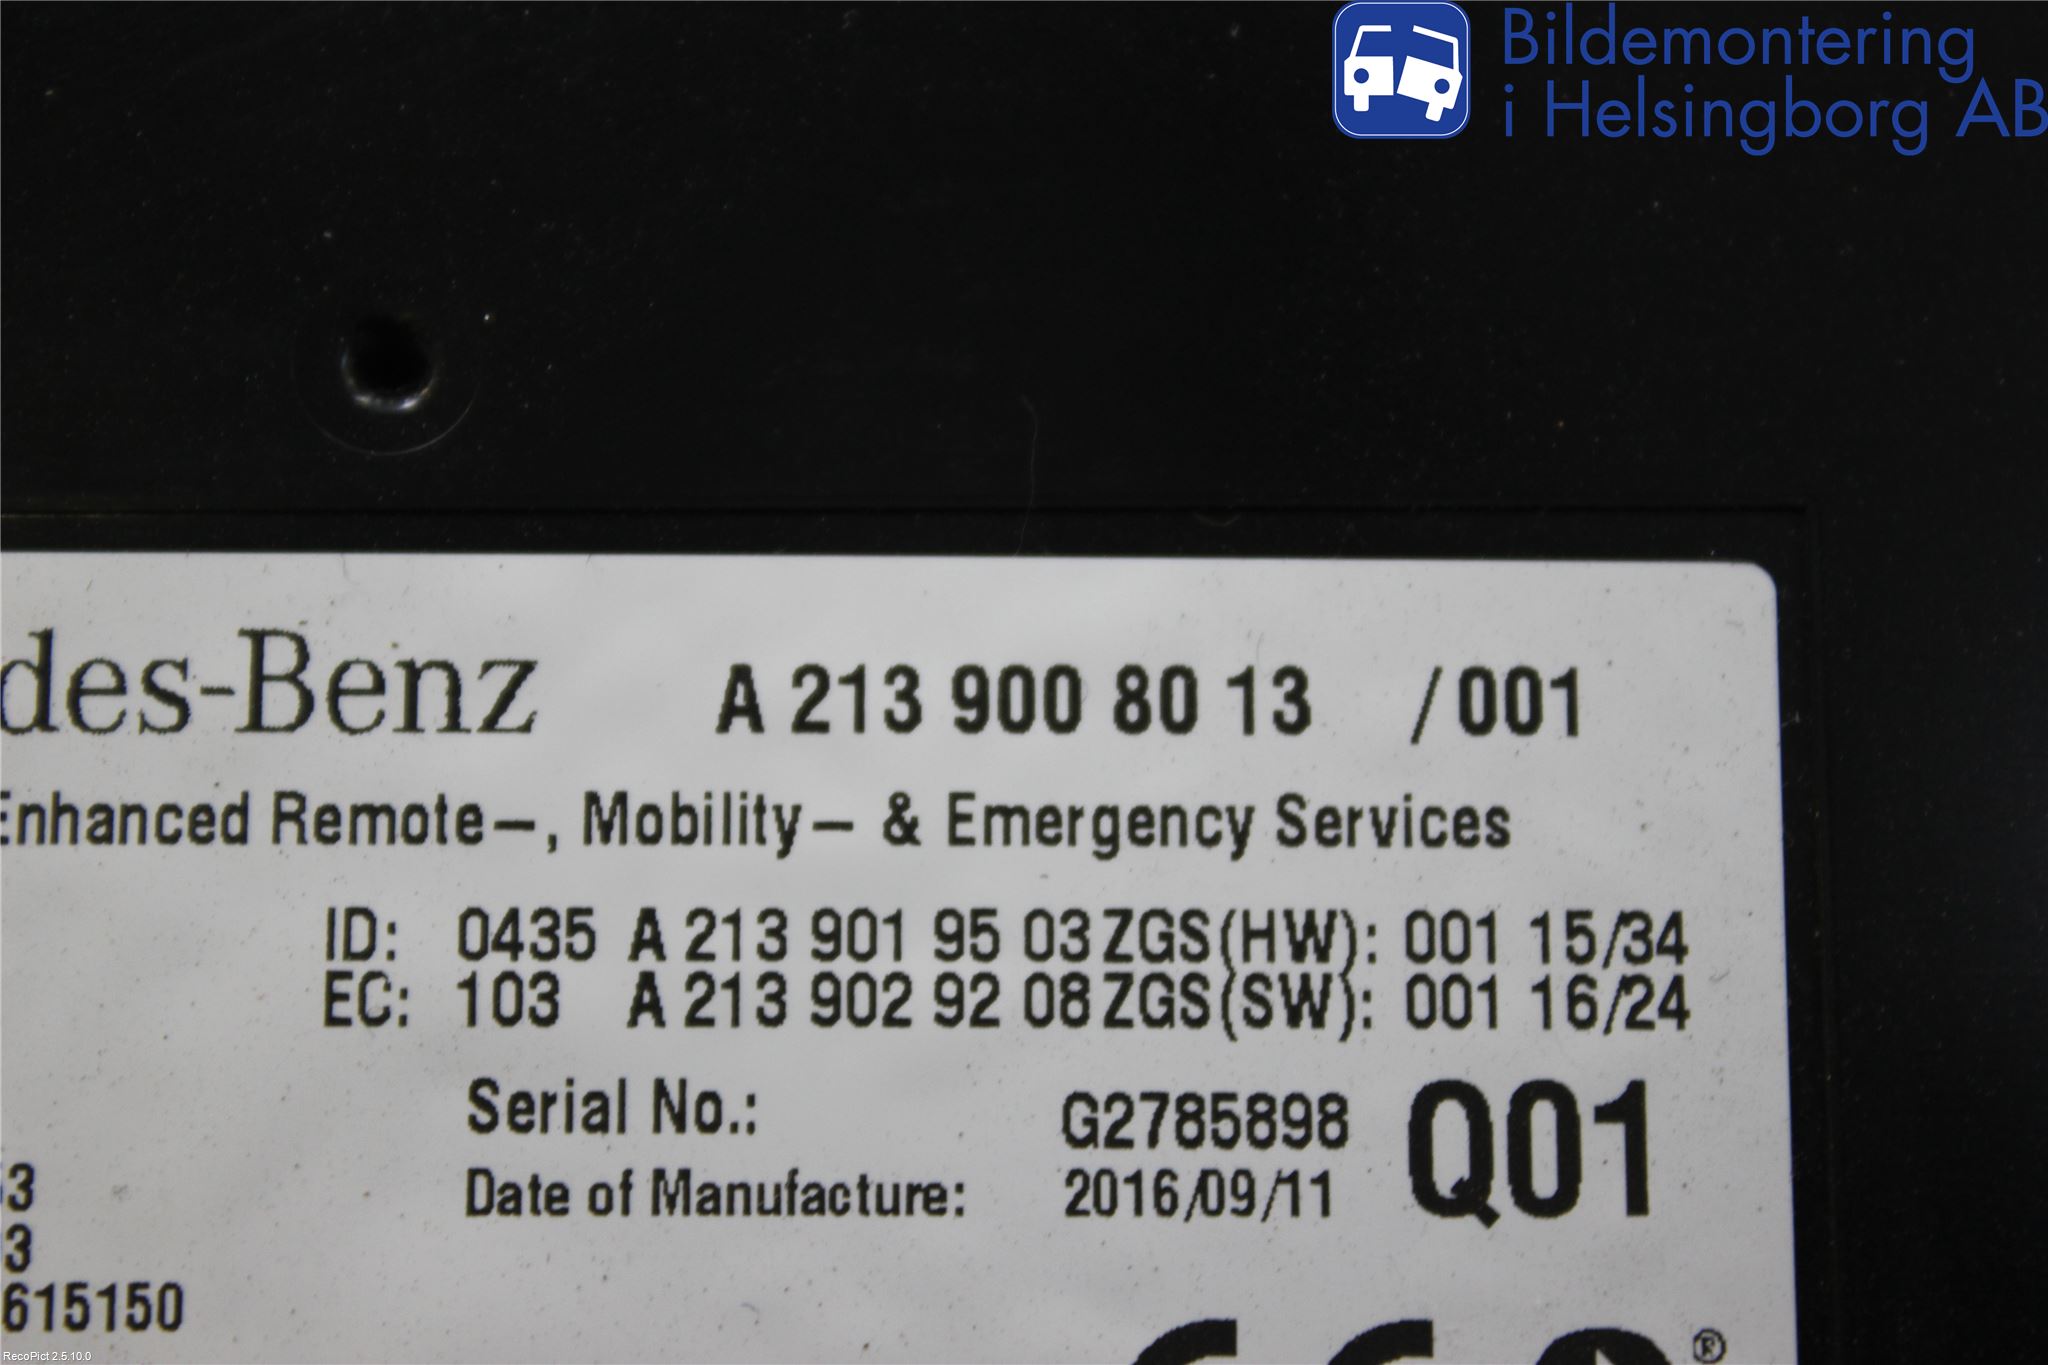 Bildemontering
i Helsingborg AB
des-Benz A 213 900 80 13 /001
Enhanced Remote-, Mobility- & Emergency Services
ID: 0435 A 213 901 95 03 ZGS(HW): 001 15/34
EC: 103 A 213 902 92 08 ZGS(SW): 001 16/24
Serial No.: G2785898 Q01
Date of Manufacture: 2016/09/11
3
3
615150
®
RecoPict 2.5.10.0